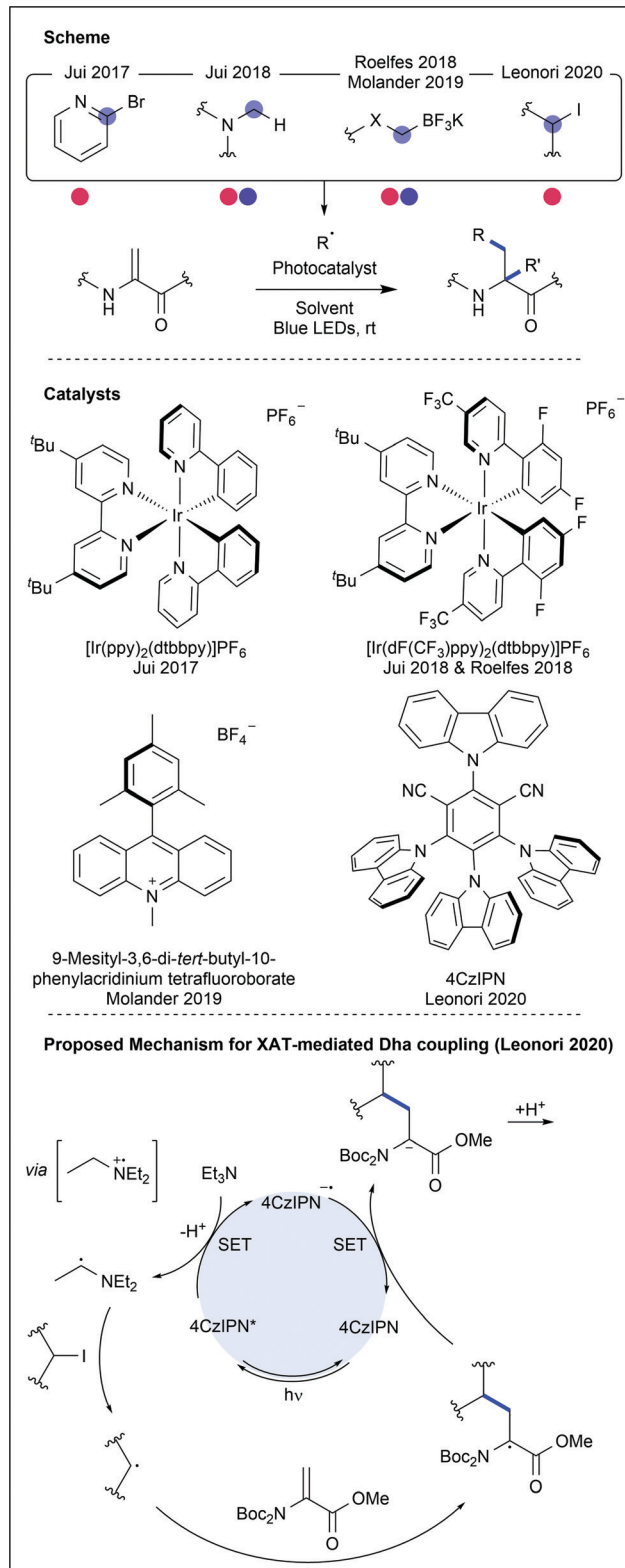 Scheme
Jui 2017
Jui 2018
Roelfes 2018
Molander 2019
Leonori 2020
N
Br
N
H
X
BF3K
I
R•
Photocatalyst
Solvent
Blue LEDs, rt
N
H
O
R
R'
N
H
O
Catalysts
PF6−
tBu
N
N
Ir
N
N
tBu
[Ir(ppy)2(dtbbpy)]PF6
Jui 2017
PF6−
F3C
F
tBu
N
N
F
Ir
F
N
N
tBu
F3C
F
[Ir(dF(CF3)ppy)2(dtbbpy)]PF6
Jui 2018 & Roelfes 2018
BF4−
N
+
9-Mesityl-3,6-di-tert-butyl-10-
phenylacridinium tetrafluoroborate
Molander 2019
N
NC
CN
N
N
N
4CzIPN
Leonori 2020
Proposed Mechanism for XAT-mediated Dha coupling (Leonori 2020)
+H+
Boc2N
−
OMe
O
via
+•
NEt2
Et3N
4CzIPN−•
-H+
SET
SET
•
NEt2
4CzIPN*
4CzIPN
hν
I
•
Boc2N
OMe
O
Boc2N
•
OMe
O